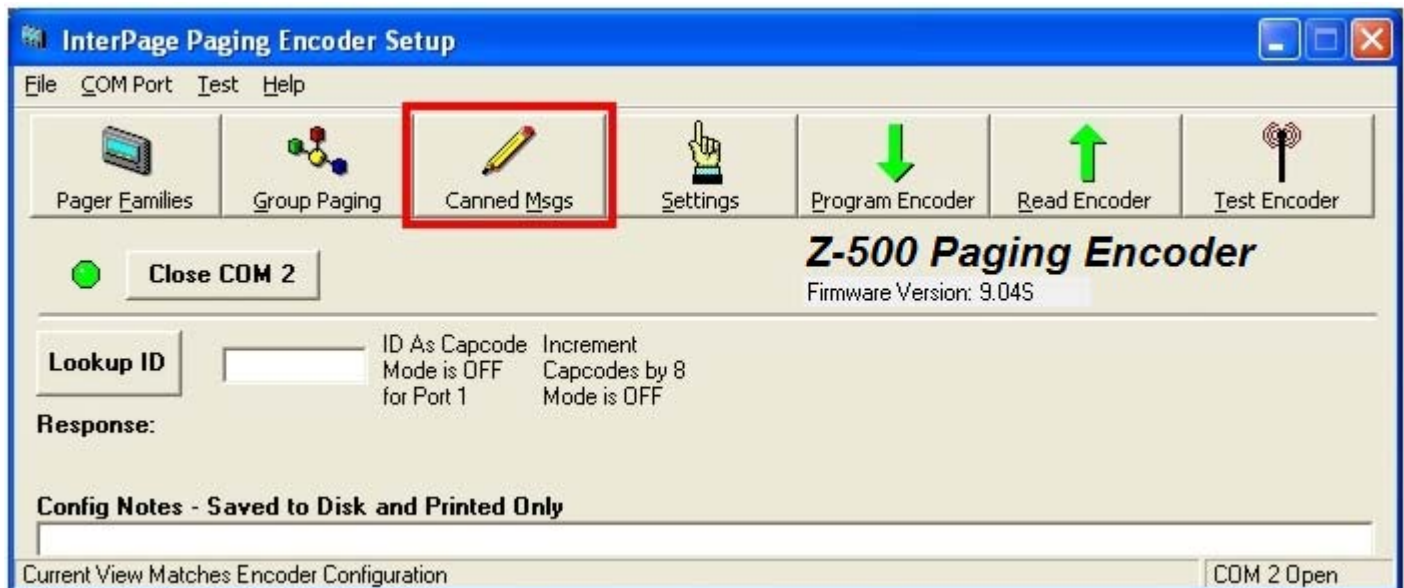 InterPage Paging Encoder Setup
File COM Port Test Help
Pager Families Group Paging Canned Msgs Settings Program Encoder Read Encoder Test Encoder
Close COM 2
Z-500 Paging Encoder
Firmware Version: 9.04S
Lookup ID
ID As Capcode
Mode is OFF
for Port 1
Increment
Capcodes by 8
Mode is OFF
Response:
Config Notes - Saved to Disk and Printed Only
Current View Matches Encoder Configuration
COM 2 Open